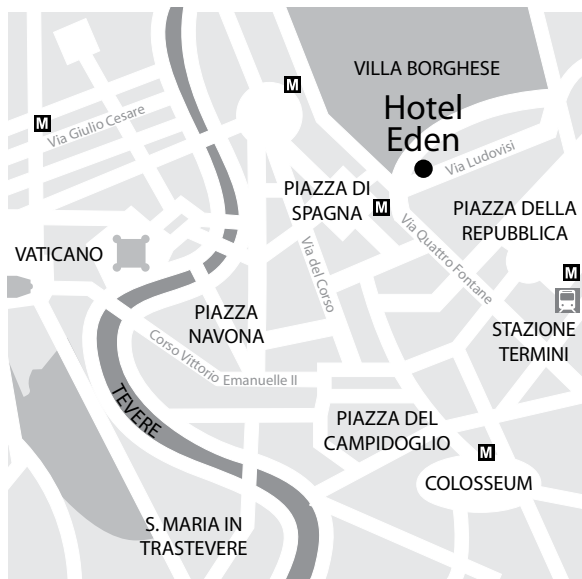 VILLA BORGHESE
Hotel
Eden
M
M
Via Giulio Cesare
Via Ludovisi
PIAZZA DI
SPAGNA
M
PIAZZA DELLA
REPUBBLICA
Via Quattro Fontane
Via del Corso
VATICANO
M
PIAZZA
NAVONA
STAZIONE
TERMINI
Corso Vittorio Emanuelle II
TEVERE
PIAZZA DEL
CAMPIDOGLIO
M
COLOSSEUM
S. MARIA IN
TRASTEVERE